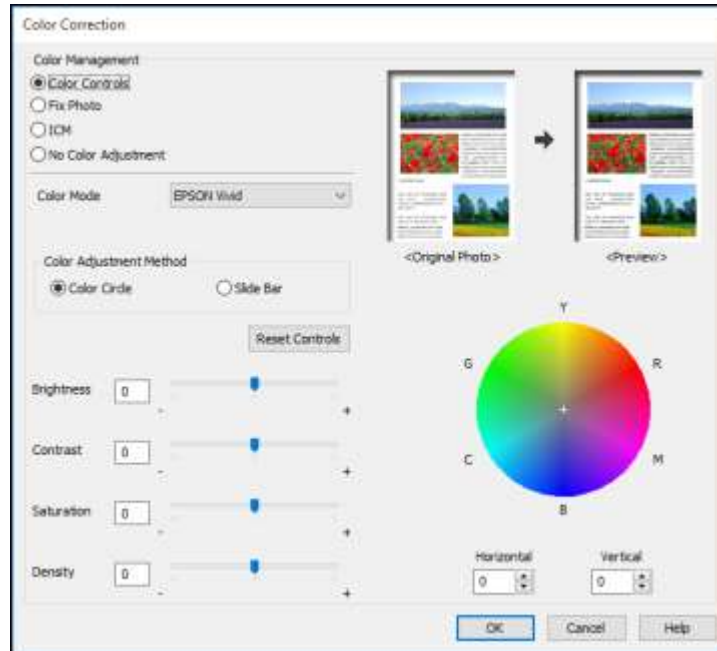 Color Correction
Color Management
Color Controls
Fix Photo
ICM
No Color Adjustment
Color Mode EPSON Vivid
Color Adjustment Method
Color Circle Slide Bar
Reset Controls
Brightness 0 - +
Contrast 0 - +
Saturation 0 - +
Density 0 - +
<Original Photo> <Preview>
Y
G R
C M
B
Horizontal Vertical
0 0
OK Cancel Help